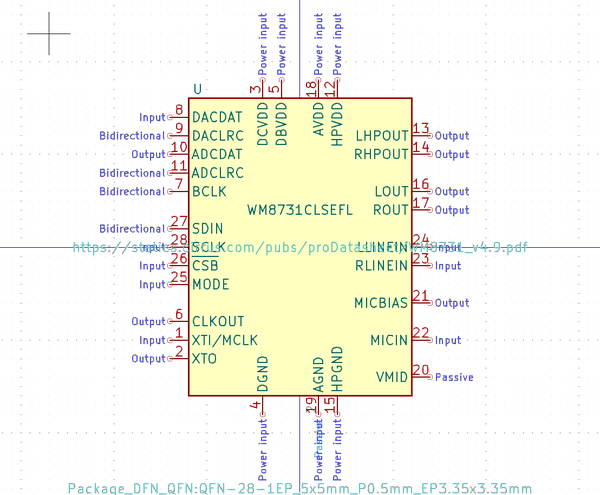 Power input Power input Power input Power input
3 5 18 12
U
DCVDD DBVDD AVDD HPVDD
Input 8 DACDAT
Bidirectional 9 DACLRC LHPOUT 13 Output
Output 10 ADCDAT RHPOUT 14 Output
Bidirectional 11 ADCLRC
Bidirectional 7 BCLK LOUT 16 Output
WM8731CLSEFL ROUT 17 Output
Bidirectional 27 SDIN
Input 28 SCLK LLINEIN 24 Input
Input 26 CSB RLINEIN 23 Input
Input 25 MODE
MICBIAS 21 Output
Output 6 CLKOUT
Input 1 XTI/MCLK MICIN 22 Input
Output 2 XTO
VMID 20 Passive
DGND AGND HPGND
4 19 15
Power input Power input Power input
Package_DFN_QFN:QFN-28-1EP_5x5mm_P0.5mm_EP3.35x3.35mm